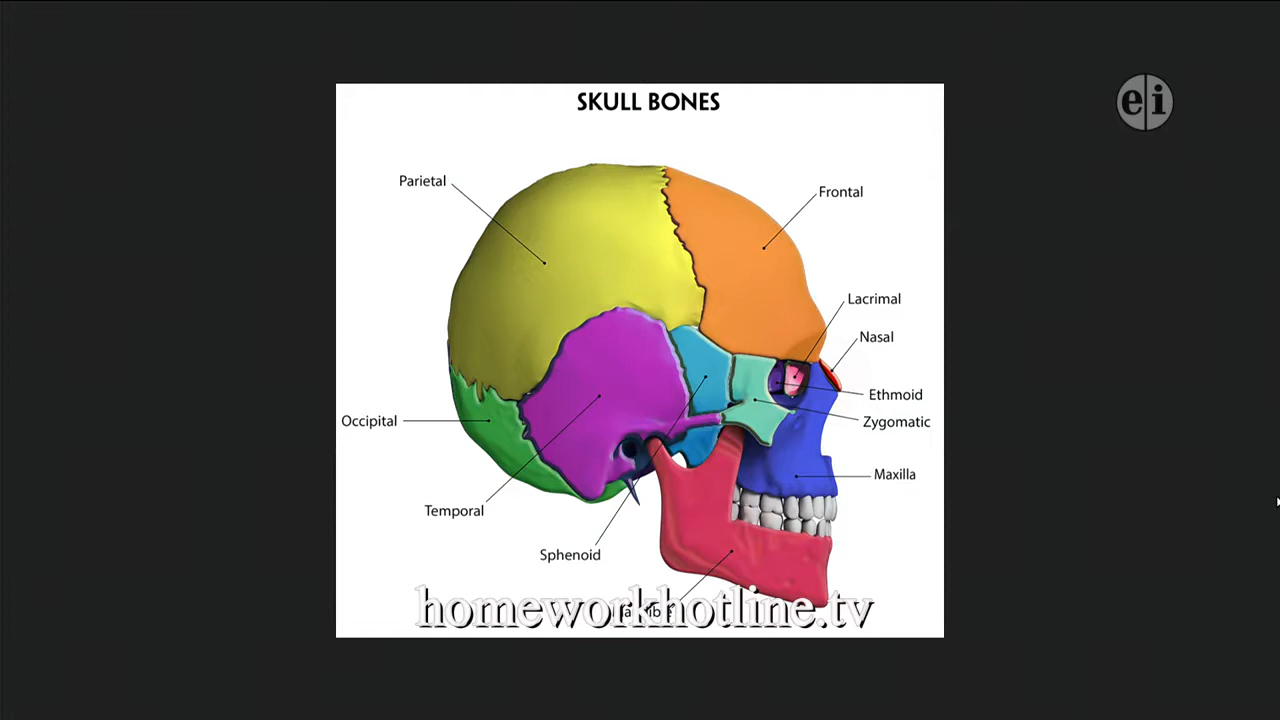 SKULL BONES
Parietal
Frontal
Lacrimal
Nasal
Ethmoid
Occipital
Zygomatic
Maxilla
Temporal
Sphenoid
homeworkhotline.tv
ei